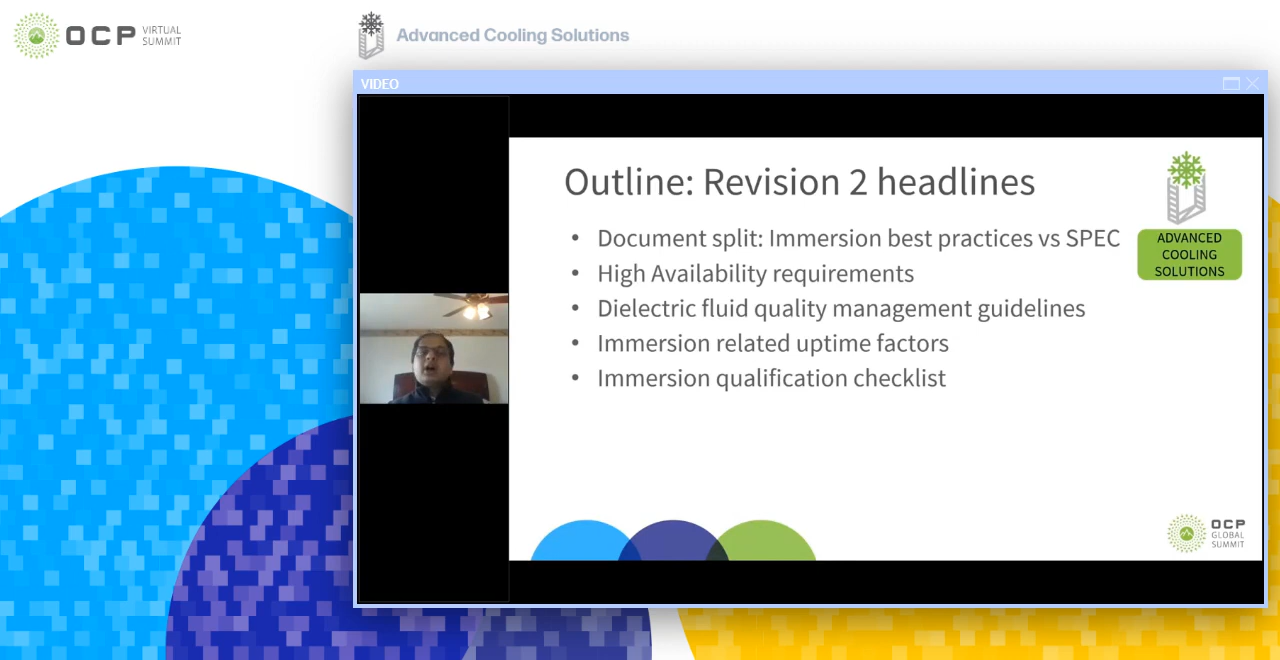 OCP VIRTUAL SUMMIT
Advanced Cooling Solutions
VIDEO
Outline: Revision 2 headlines
• Document split: Immersion best practices vs SPEC
• High Availability requirements
• Dielectric fluid quality management guidelines
• Immersion related uptime factors
• Immersion qualification checklist
ADVANCED
COOLING
SOLUTIONS
OCP
GLOBAL
SUMMIT